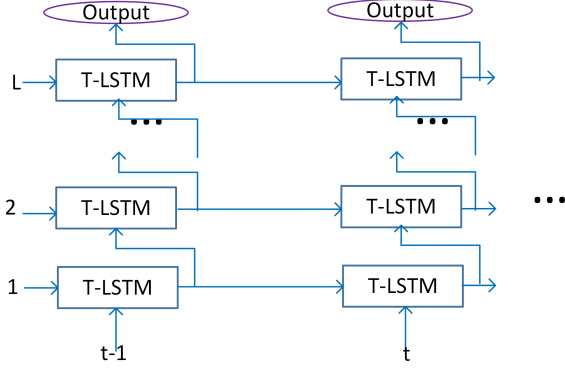 Output Output
L T-LSTM T-LSTM
... ...
2 T-LSTM T-LSTM ...
1 T-LSTM T-LSTM
t-1 t